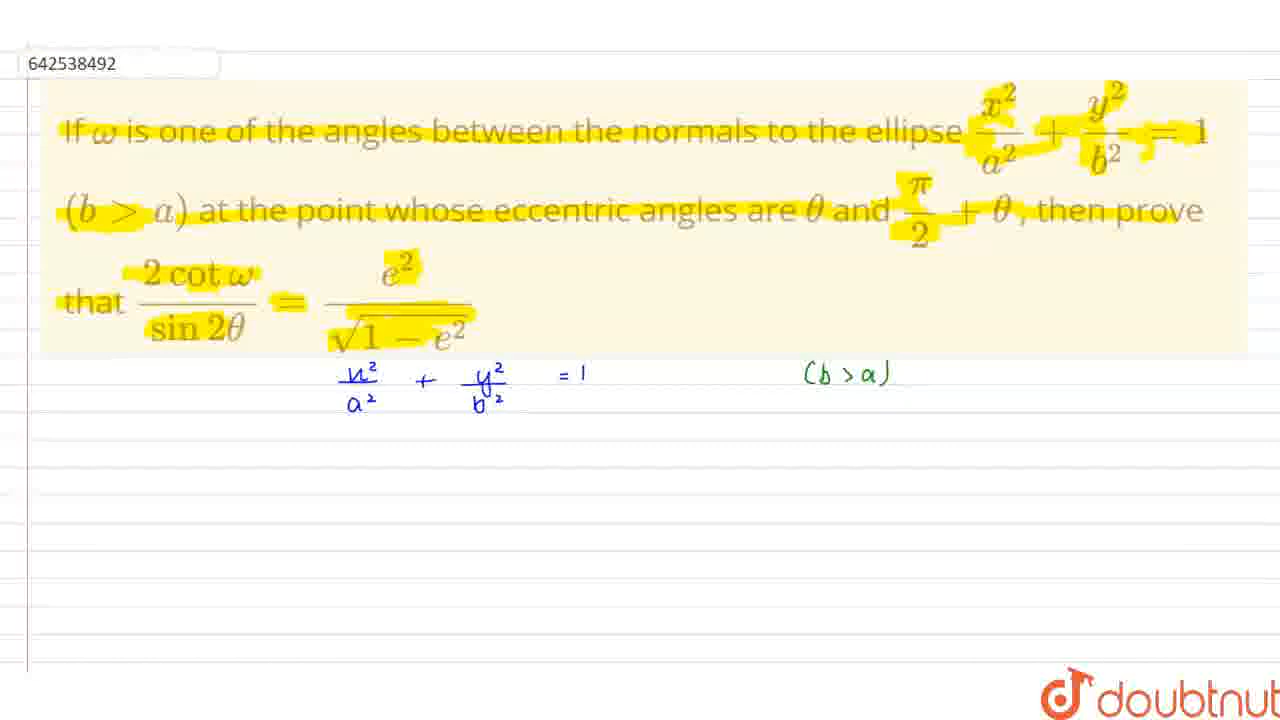 642538492
If ω is one of the angles between the normals to the ellipse x²/a² + y²/b² = 1
(b > a) at the point whose eccentric angles are θ and π/2 + θ , then prove
that 2 cot ω / sin 2θ = e² / √(1 − e²)
x²/a² + y²/b² = 1 (b > a)
doubtnut